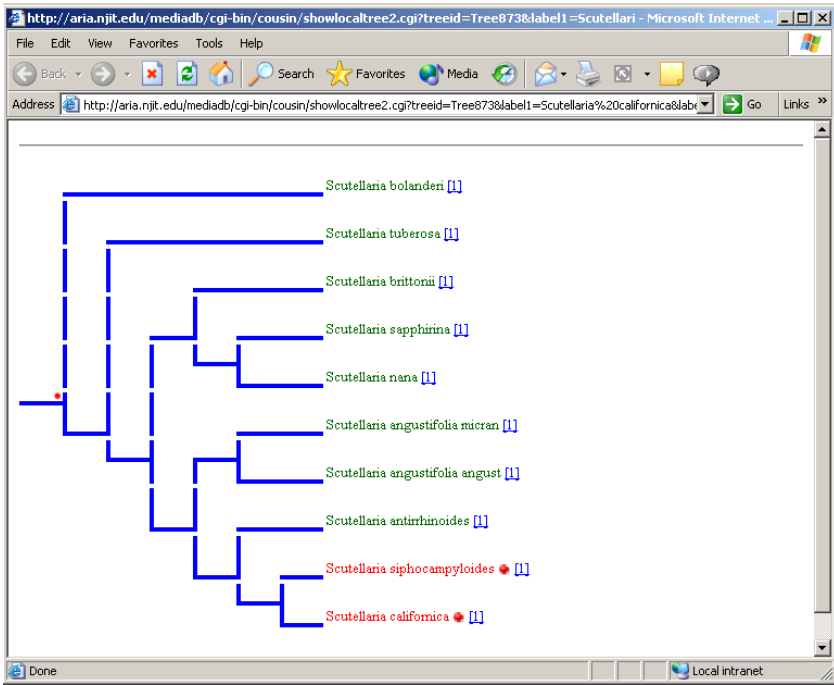 http://aria.njit.edu/mediadb/cgi-bin/cousin/showlocaltree2.cgi?treeid=Tree873&label1=Scutellari - Microsoft Internet ...
File Edit View Favorites Tools Help
Back Search Favorites Media
Address http://aria.njit.edu/mediadb/cgi-bin/cousin/showlocaltree2.cgi?treeid=Tree873&label1=Scutellaria%20californica&labe Go Links »
Scutellaria bolanderi [1]
Scutellaria tuberosa [1]
Scutellaria brittonii [1]
Scutellaria sapphirina [1]
Scutellaria nana [1]
Scutellaria angustifolia micran [1]
Scutellaria angustifolia angust [1]
Scutellaria antirrhinoides [1]
Scutellaria siphocampyloides [1]
Scutellaria californica [1]
Done Local intranet